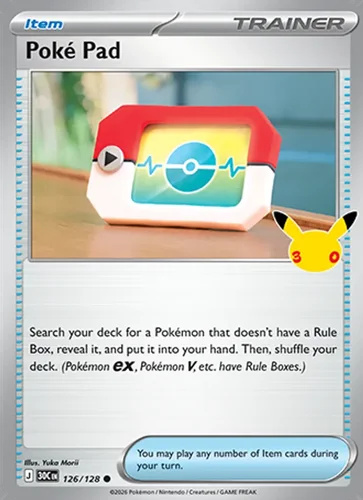 Item
TRAINER
Poké Pad
30
Search your deck for a Pokémon that doesn't have a Rule
Box, reveal it, and put it into your hand. Then, shuffle your
deck. (Pokémon ex, Pokémon V, etc. have Rule Boxes.)
Illus. Yuka Morii
J 30C EN 126/128
You may play any number of Item cards
during your turn.
©2026 Pokémon / Nintendo / Creatures / GAME FREAK